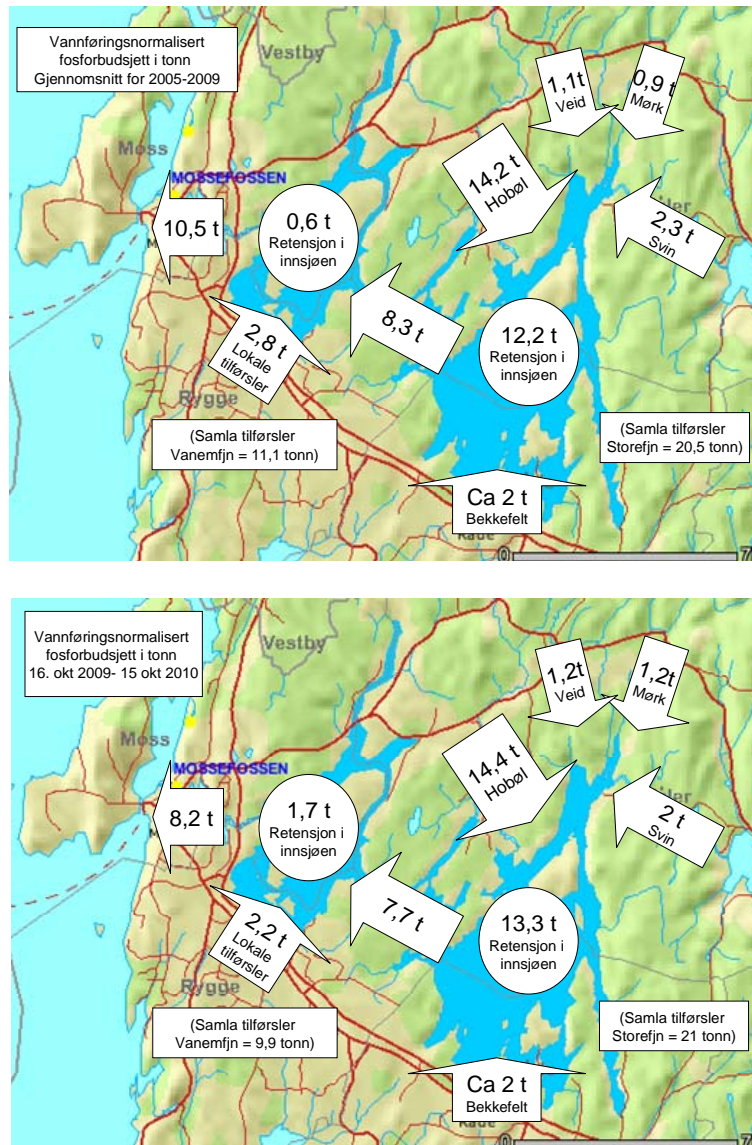 Vannføringsnormalisert
fosforbudsjett i tonn
Gjennomsnitt for 2005-2009
Vestby
1,1t
Veid
0,9 t
Mørk
Moss
MOSSEFOSSEN
14,2 t
Hobøl
10,5 t
0,6 t
Retensjon i
innsjøen
2,3 t
Svin
8,3 t
12,2 t
Retensjon i
innsjøen
2,8 t
Lokale
tilførsler
Rygge
(Samla tilførsler
Vanemfjn = 11,1 tonn)
(Samla tilførsler
Storefjn = 20,5 tonn)
Ca 2 t
Bekkefelt
0
Vannføringsnormalisert
fosforbudsjett i tonn
16. okt 2009- 15 okt 2010
Vestby
1,2t
Veid
1,2t
Mørk
Moss
MOSSEFOSSEN
14,4 t
Hobøl
8,2 t
1,7 t
Retensjon i
innsjøen
2 t
Svin
7,7 t
13,3 t
Retensjon i
innsjøen
2,2 t
Lokale
tilførsler
Rygge
(Samla tilførsler
Vanemfjn = 9,9 tonn)
(Samla tilførsler
Storefjn = 21 tonn)
Ca 2 t
Bekkefelt
0